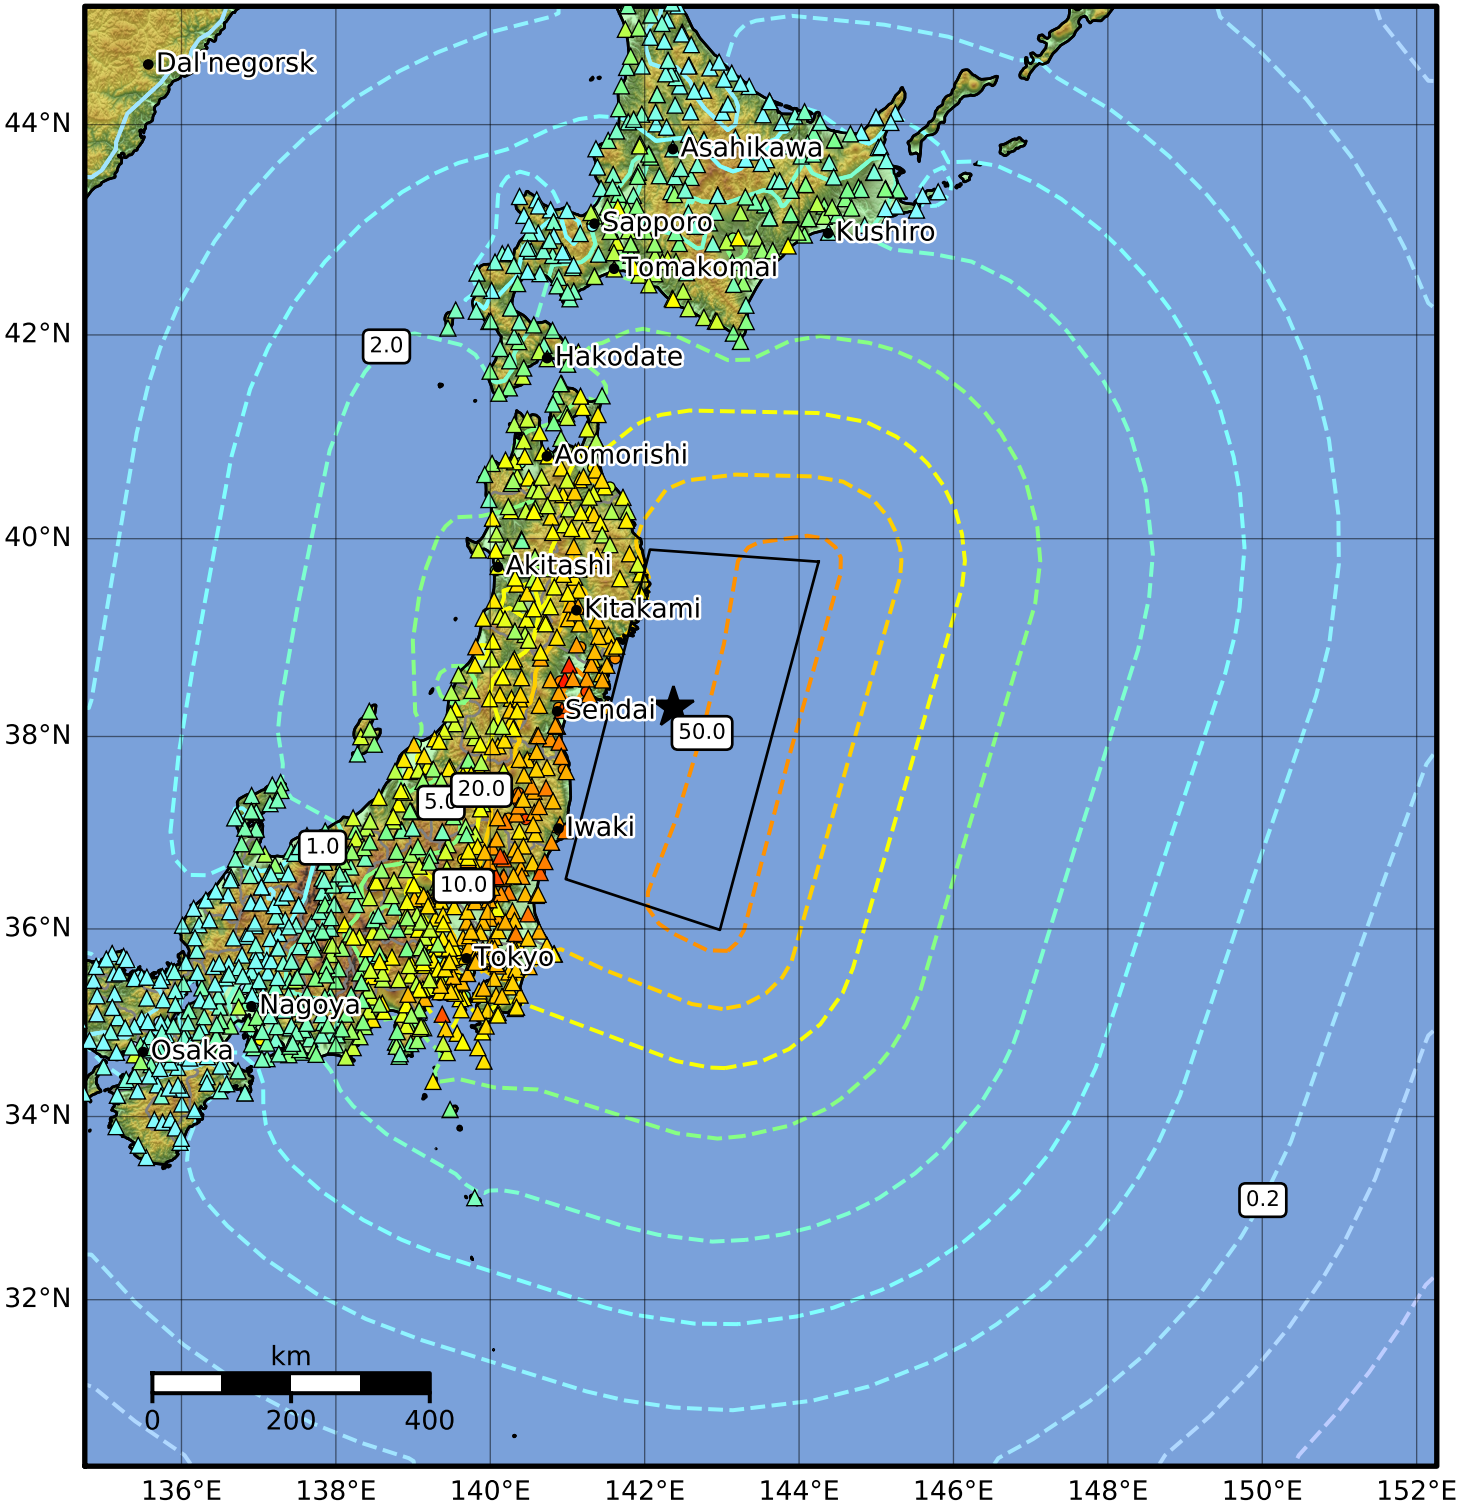 Dal'negorsk
44°N
Asahikawa
Sapporo
Kushiro
Tomakomai
42°N
2.0
Hakodate
Aomorishi
40°N
Akitashi
Kitakami
Sendai
38°N
50.0
20.0
5.0
Iwaki
1.0
10.0
36°N
Tokyo
Nagoya
Osaka
34°N
0.2
32°N
km
0 200 400
136°E 138°E 140°E 142°E 144°E 146°E 148°E 150°E 152°E